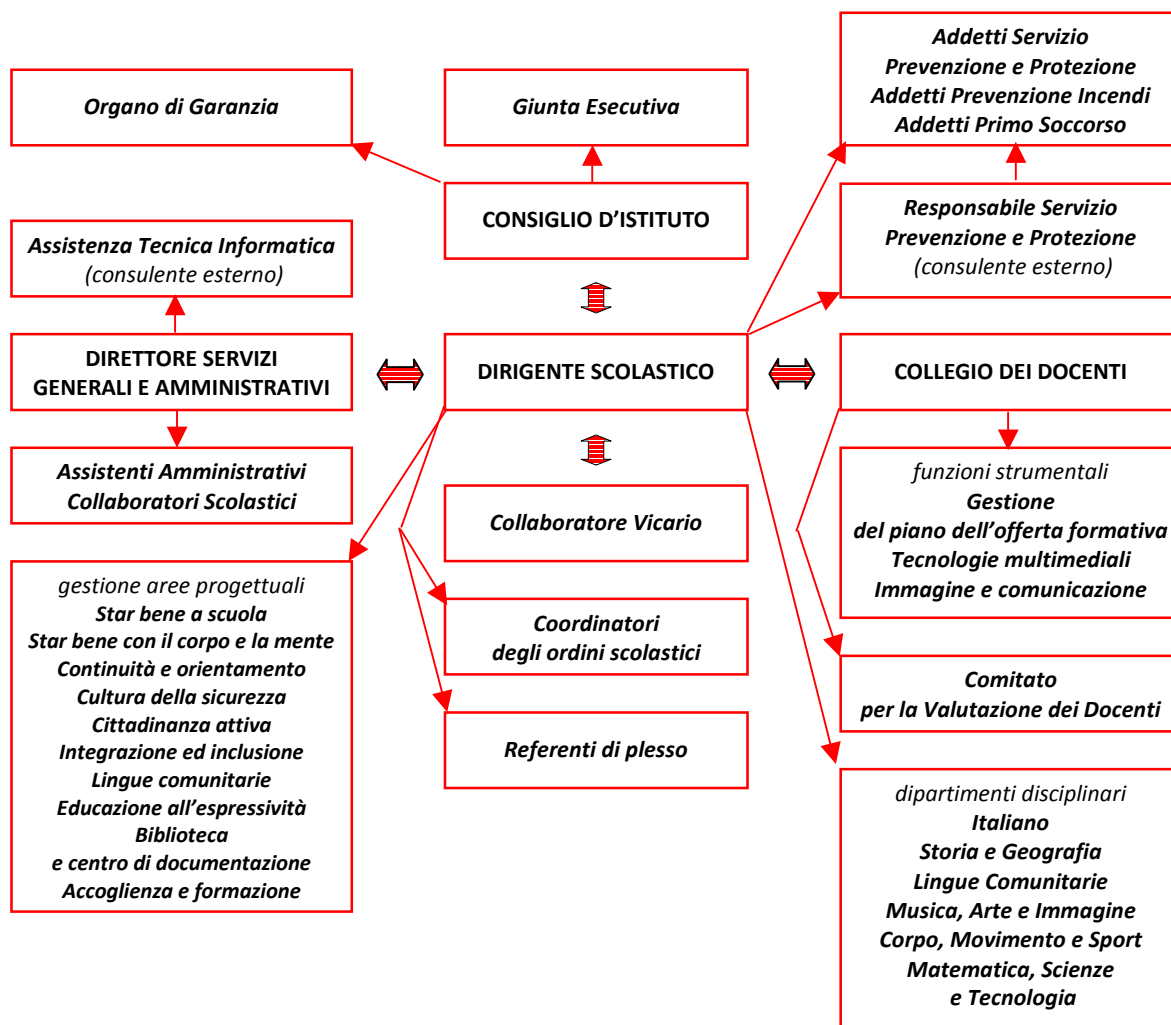 Organo di Garanzia
Giunta Esecutiva
Addetti Servizio
Prevenzione e Protezione
Addetti Prevenzione Incendi
Addetti Primo Soccorso
CONSIGLIO D’ISTITUTO
Responsabile Servizio
Prevenzione e Protezione
(consulente esterno)
Assistenza Tecnica Informatica
(consulente esterno)
DIRETTORE SERVIZI
GENERALI E AMMINISTRATIVI
DIRIGENTE SCOLASTICO
COLLEGIO DEI DOCENTI
Assistenti Amministrativi
Collaboratori Scolastici
Collaboratore Vicario
funzioni strumentali
Gestione
del piano dell’offerta formativa
Tecnologie multimediali
Immagine e comunicazione
gestione aree progettuali
Star bene a scuola
Star bene con il corpo e la mente
Continuità e orientamento
Cultura della sicurezza
Cittadinanza attiva
Integrazione ed inclusione
Lingue comunitarie
Educazione all’espressività
Biblioteca
e centro di documentazione
Accoglienza e formazione
Coordinatori
degli ordini scolastici
Comitato
per la Valutazione dei Docenti
Referenti di plesso
dipartimenti disciplinari
Italiano
Storia e Geografia
Lingue Comunitarie
Musica, Arte e Immagine
Corpo, Movimento e Sport
Matematica, Scienze
e Tecnologia